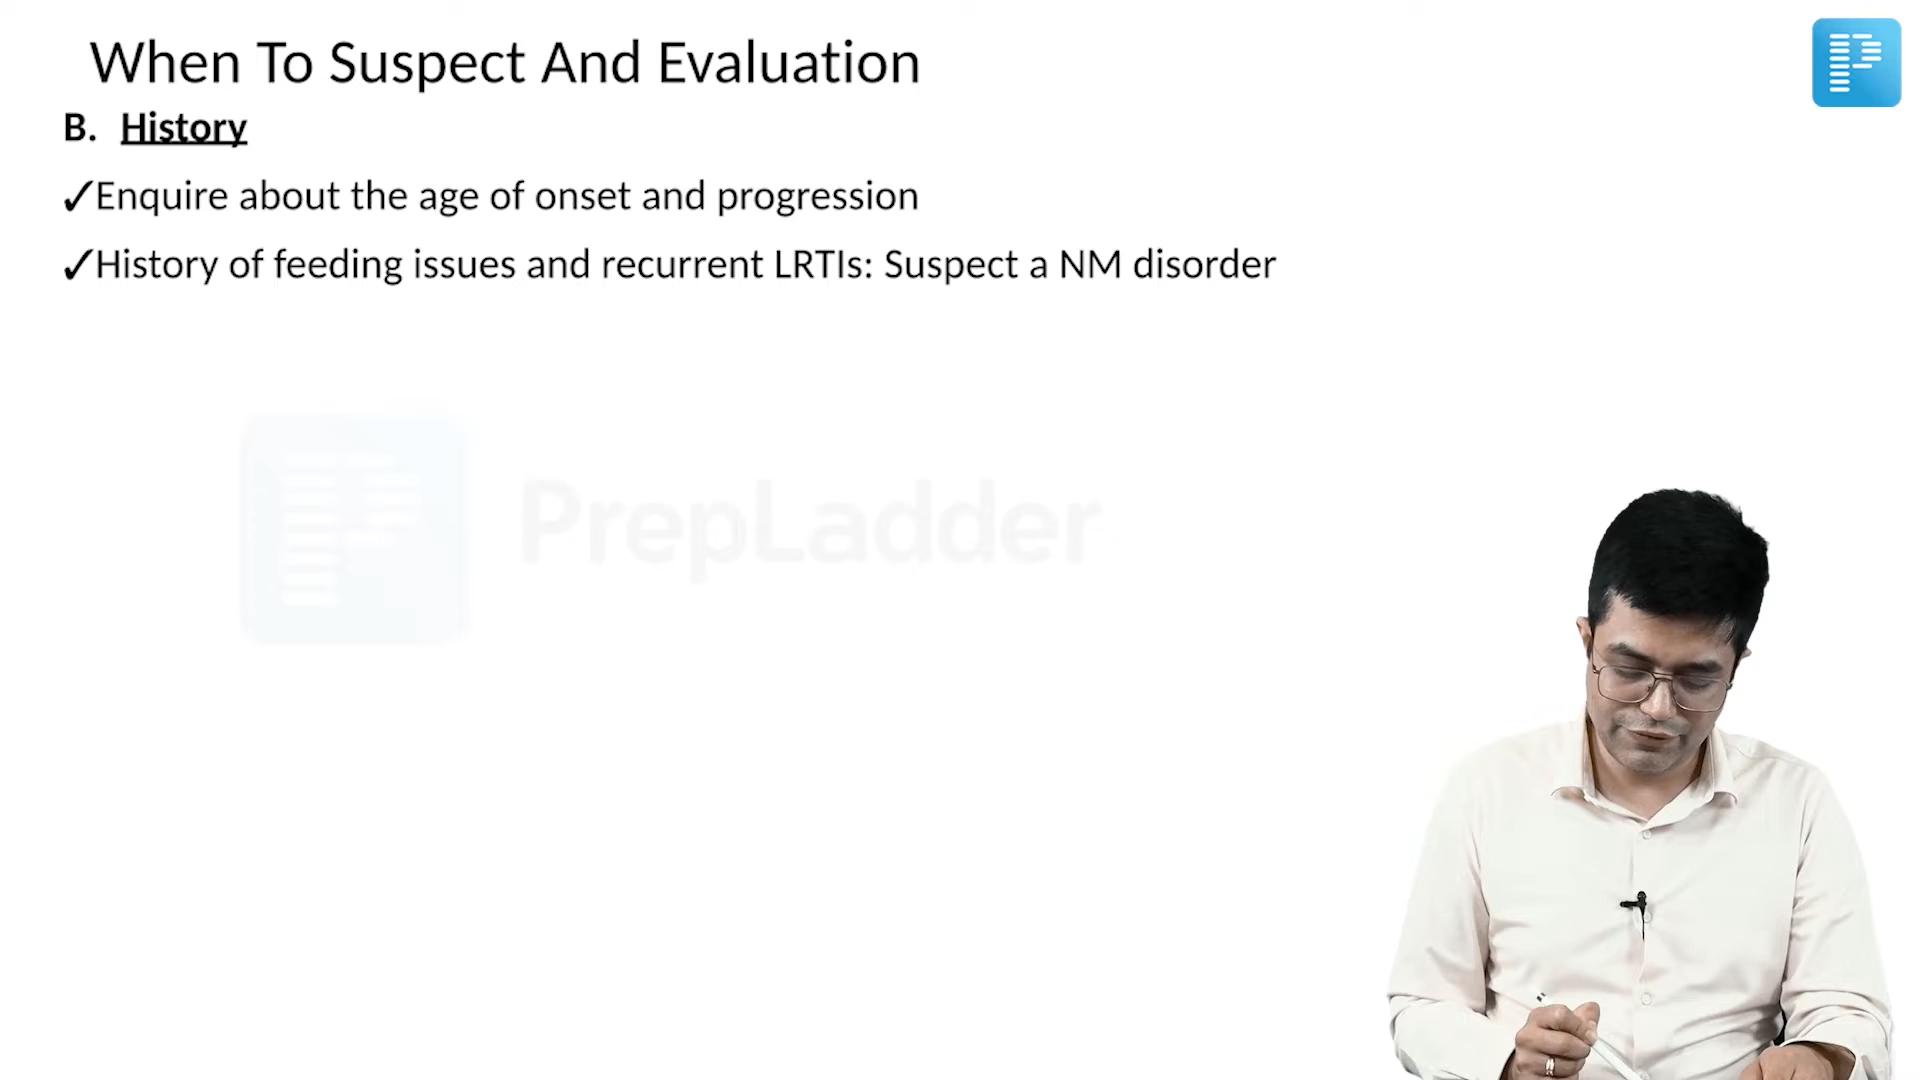 When To Suspect And Evaluation
B. History
✓Enquire about the age of onset and progression
✓History of feeding issues and recurrent LRTIs: Suspect a NM disorder
PrepLadder